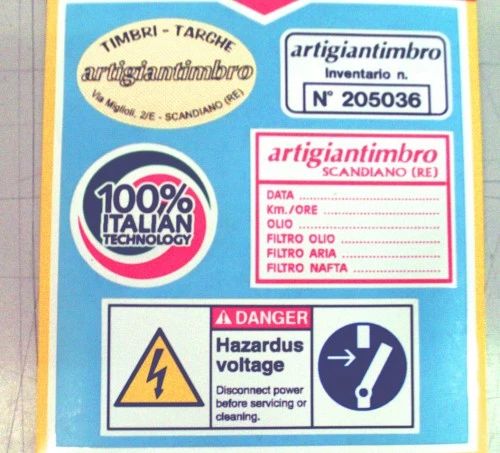 TIMBRI - TARGHE
artigiantimbro
Via Miglioli, 2/E - SCANDIANO (RE)
artigiantimbro
Inventario n.
N° 205036
100%
ITALIAN
TECHNOLOGY
artigiantimbro
SCANDIANO (RE)
DATA
Km./ORE
OLIO
FILTRO OLIO
FILTRO ARIA
FILTRO NAFTA
DANGER
Hazardus
voltage
Disconnect power
before servicing or
cleaning.